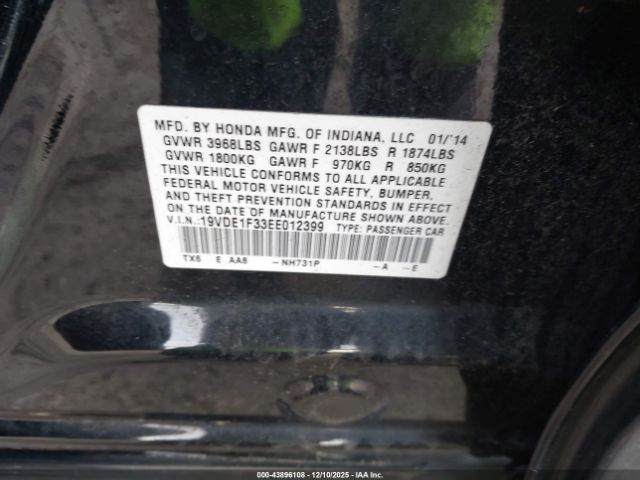 MFD. BY HONDA MFG. OF INDIANA, LLC 01/'14
GVWR 3968LBS GAWR F 2138LBS R 1874LBS
GVWR 1800KG GAWR F 970KG R 850KG
THIS VEHICLE CONFORMS TO ALL APPLICABLE
FEDERAL MOTOR VEHICLE SAFETY, BUMPER,
AND THEFT PREVENTION STANDARDS IN EFFECT
ON THE DATE OF MANUFACTURE SHOWN ABOVE.
V.I.N.:19VDE1F33EE012399 TYPE: PASSENGER CAR
TX6 E AA8 -NH731P -A -E
000-43896108 - 12/10/2025 - IAAI.com